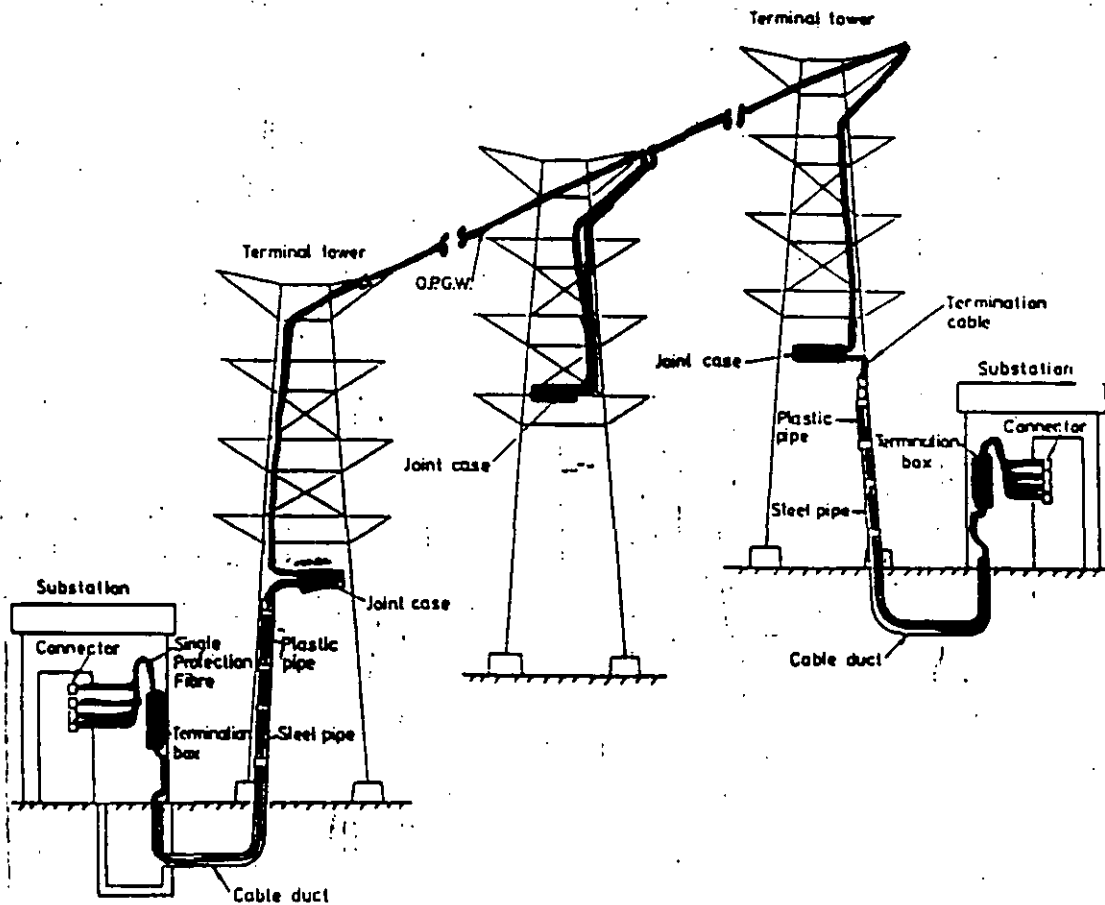 Terminal tower
Terminal tower
O.P.G.W.
Termination
cable
Joint case
Substation
Connector
Plastic
pipe
Termination
box
Joint case
Steel pipe
Substation
Joint case
Connector
Single
Protection
Fibre
Plastic
pipe
Cable duct
Termination
box
Steel pipe
Cable duct